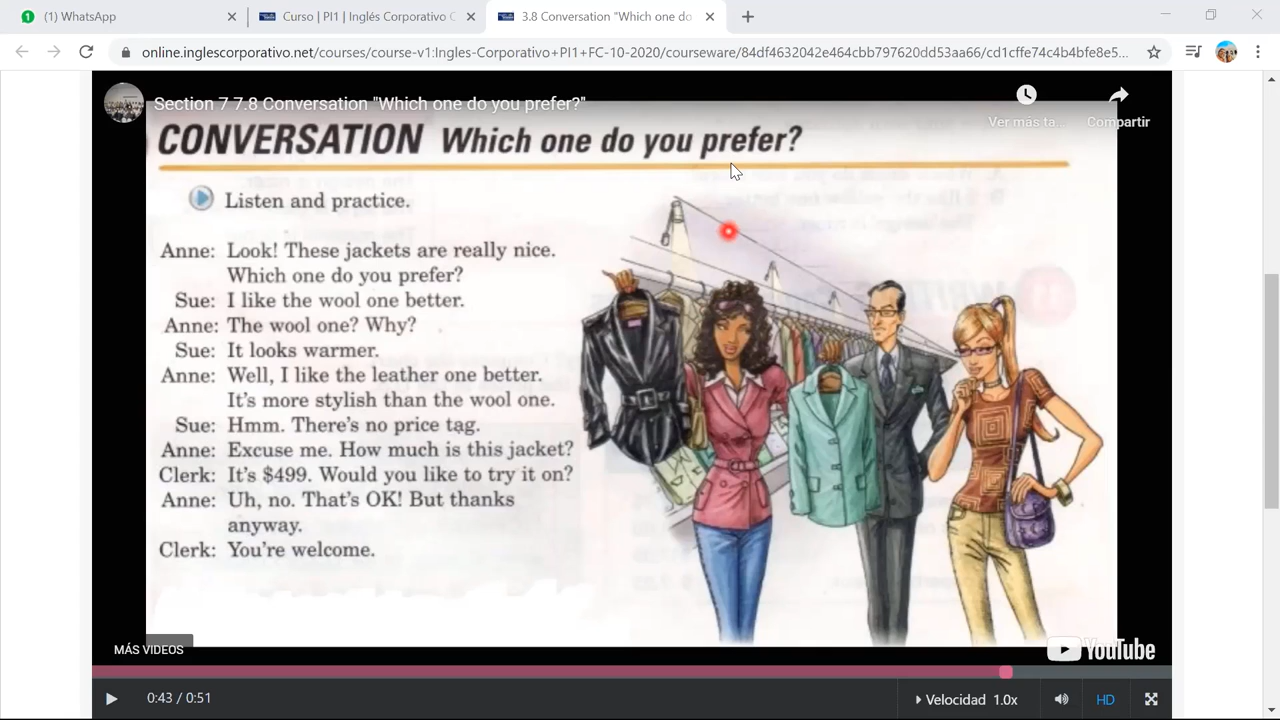 (1) WhatsApp
Curso | PI1 | Inglés Corporativo C
3.8 Conversation "Which one do
online.inglescorporativo.net/courses/course-v1:Ingles-Corporativo+PI1+FC-10-2020/courseware/84df4632042e464cbb797620dd53aa66/cd1cffe74c4b4bfe8e5...
Section 7 7.8 Conversation "Which one do you prefer?"
Ver más ta...
Compartir
CONVERSATION Which one do you prefer?
Listen and practice.
Anne: Look! These jackets are really nice.
Which one do you prefer?
Sue: I like the wool one better.
Anne: The wool one? Why?
Sue: It looks warmer.
Anne: Well, I like the leather one better.
It's more stylish than the wool one.
Sue: Hmm. There's no price tag.
Anne: Excuse me. How much is this jacket?
Clerk: It's $499. Would you like to try it on?
Anne: Uh, no. That's OK! But thanks
anyway.
Clerk: You're welcome.
MÁS VIDEOS
YouTube
0:43 / 0:51
Velocidad 1.0x
HD